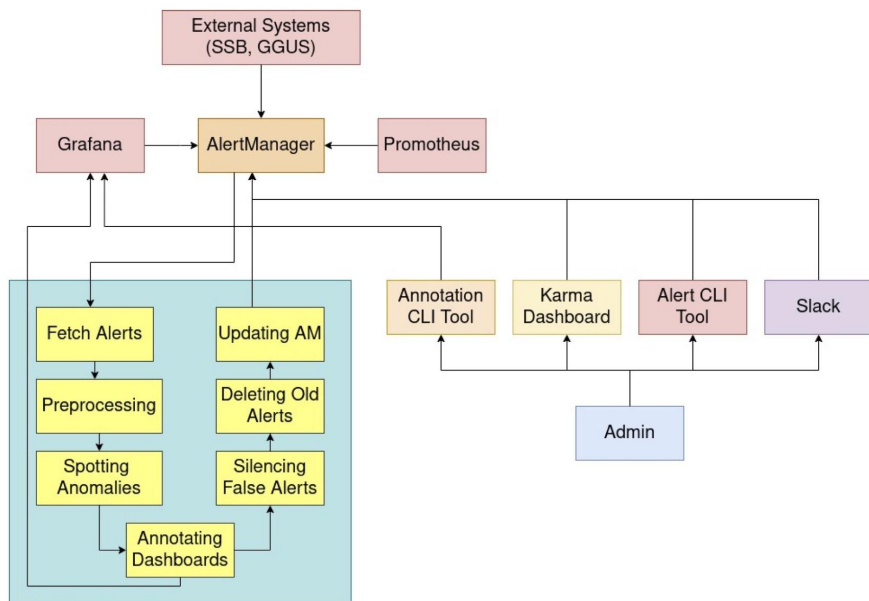 External Systems
(SSB, GGUS)
Grafana
AlertManager
Promotheus
Annotation
CLI Tool
Karma
Dashboard
Alert CLI
Tool
Slack
Fetch Alerts
Updating AM
Preprocessing
Deleting Old
Alerts
Admin
Spotting
Anomalies
Silencing
False Alerts
Annotating
Dashboards